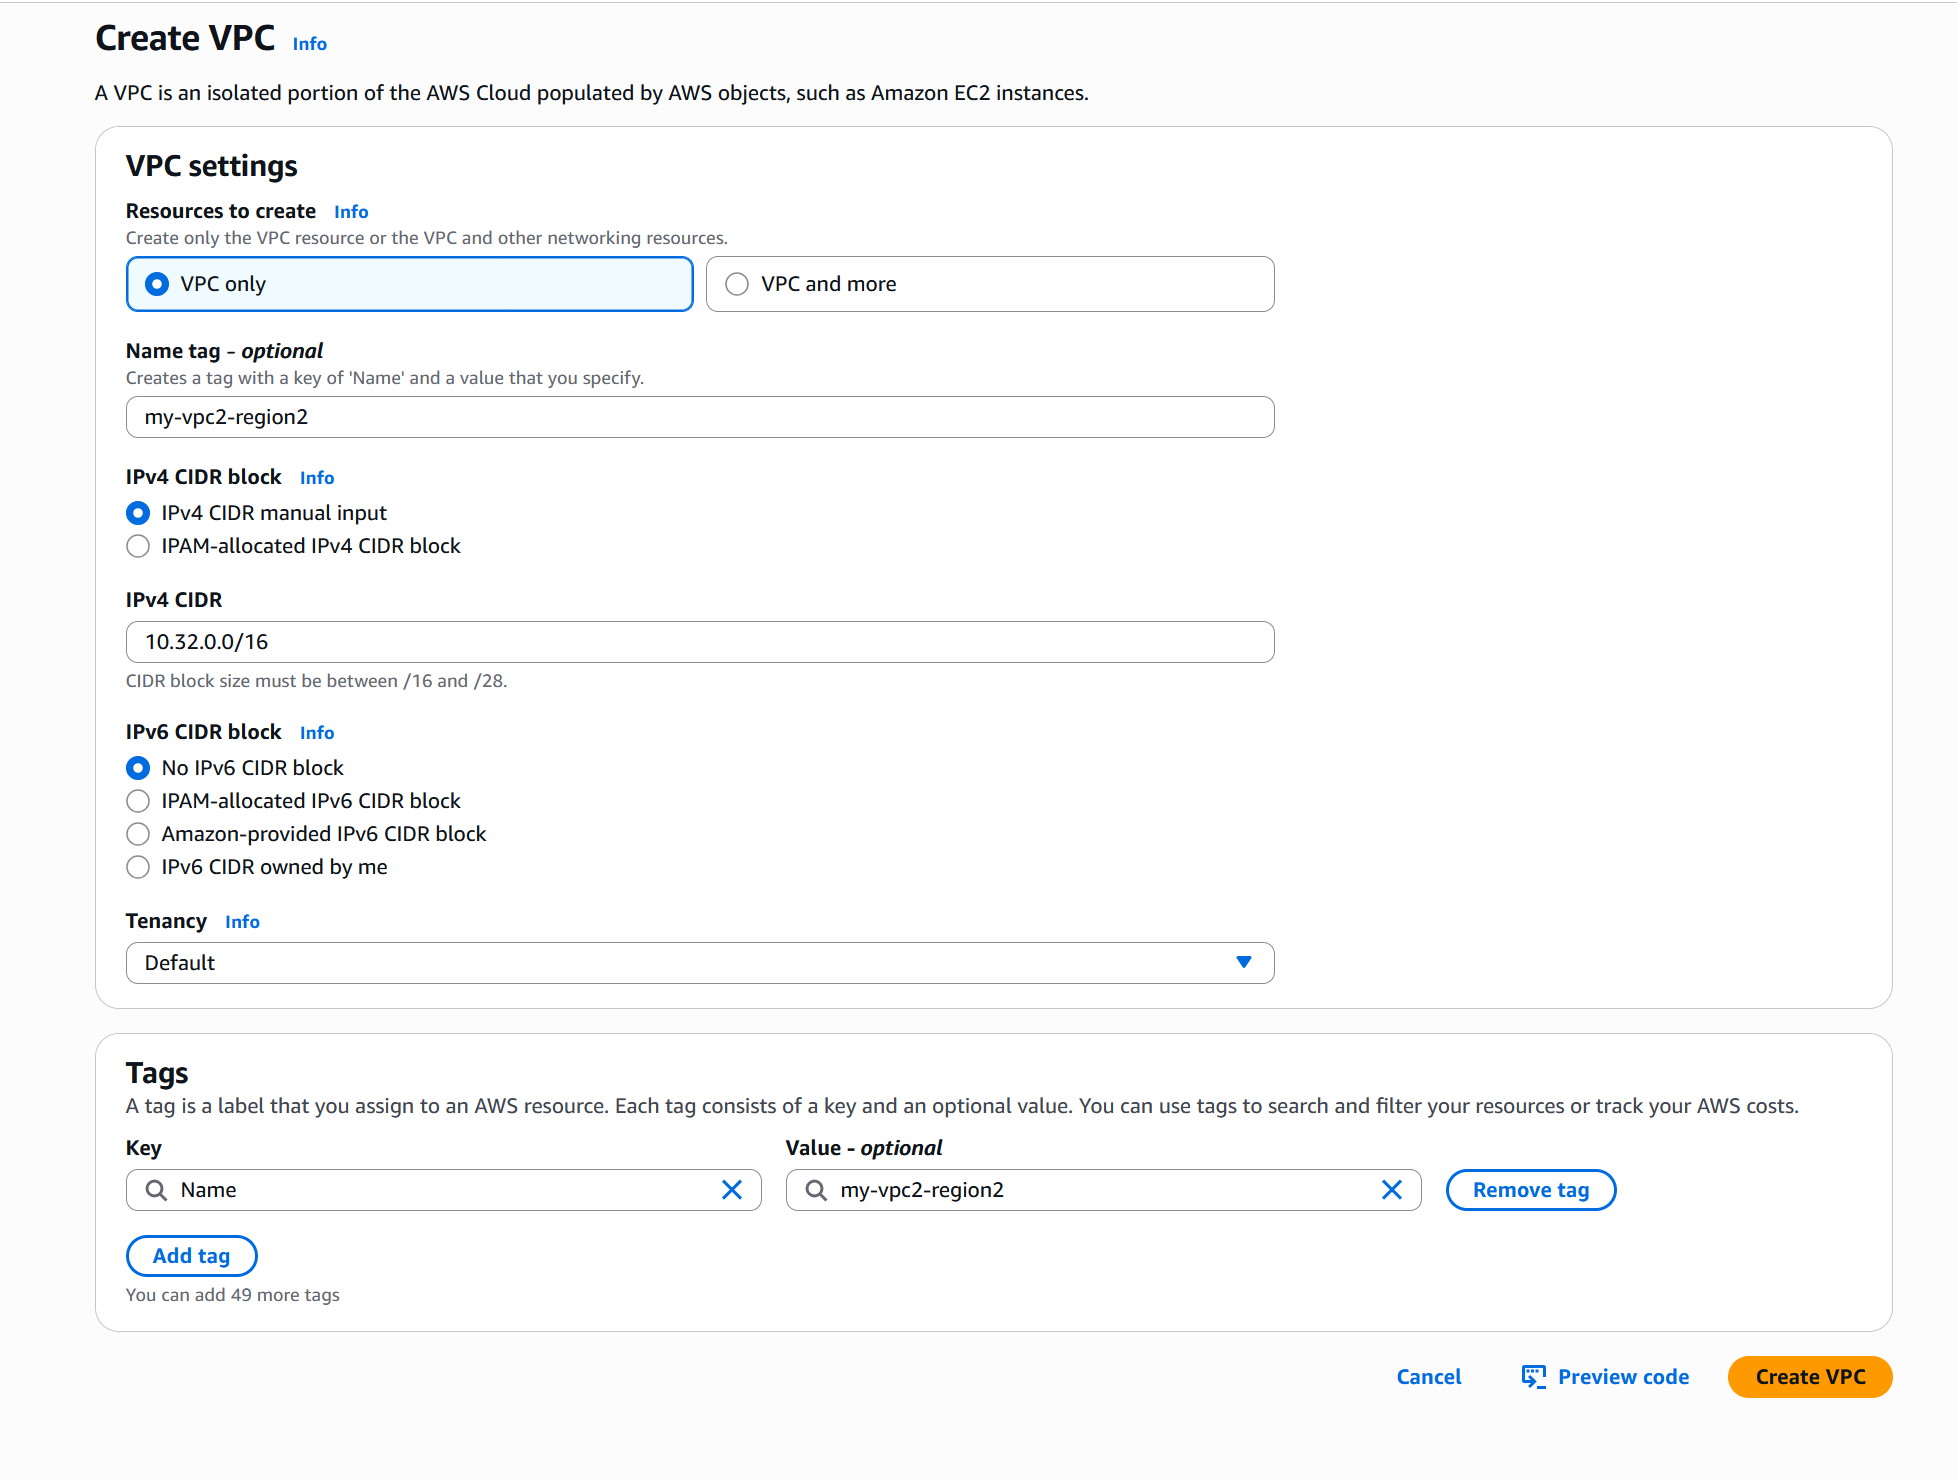 Create VPC Info
A VPC is an isolated portion of the AWS Cloud populated by AWS objects, such as Amazon EC2 instances.
VPC settings
Resources to create Info
Create only the VPC resource or the VPC and other networking resources.
VPC only
VPC and more
Name tag - optional
Creates a tag with a key of 'Name' and a value that you specify.
my-vpc2-region2
IPv4 CIDR block Info
IPv4 CIDR manual input
IPAM-allocated IPv4 CIDR block
IPv4 CIDR
10.32.0.0/16
CIDR block size must be between /16 and /28.
IPv6 CIDR block Info
No IPv6 CIDR block
IPAM-allocated IPv6 CIDR block
Amazon-provided IPv6 CIDR block
IPv6 CIDR owned by me
Tenancy Info
Default
Tags
A tag is a label that you assign to an AWS resource. Each tag consists of a key and an optional value. You can use tags to search and filter your resources or track your AWS costs.
Key
Value - optional
Name
my-vpc2-region2
Remove tag
Add tag
You can add 49 more tags
Cancel
Preview code
Create VPC